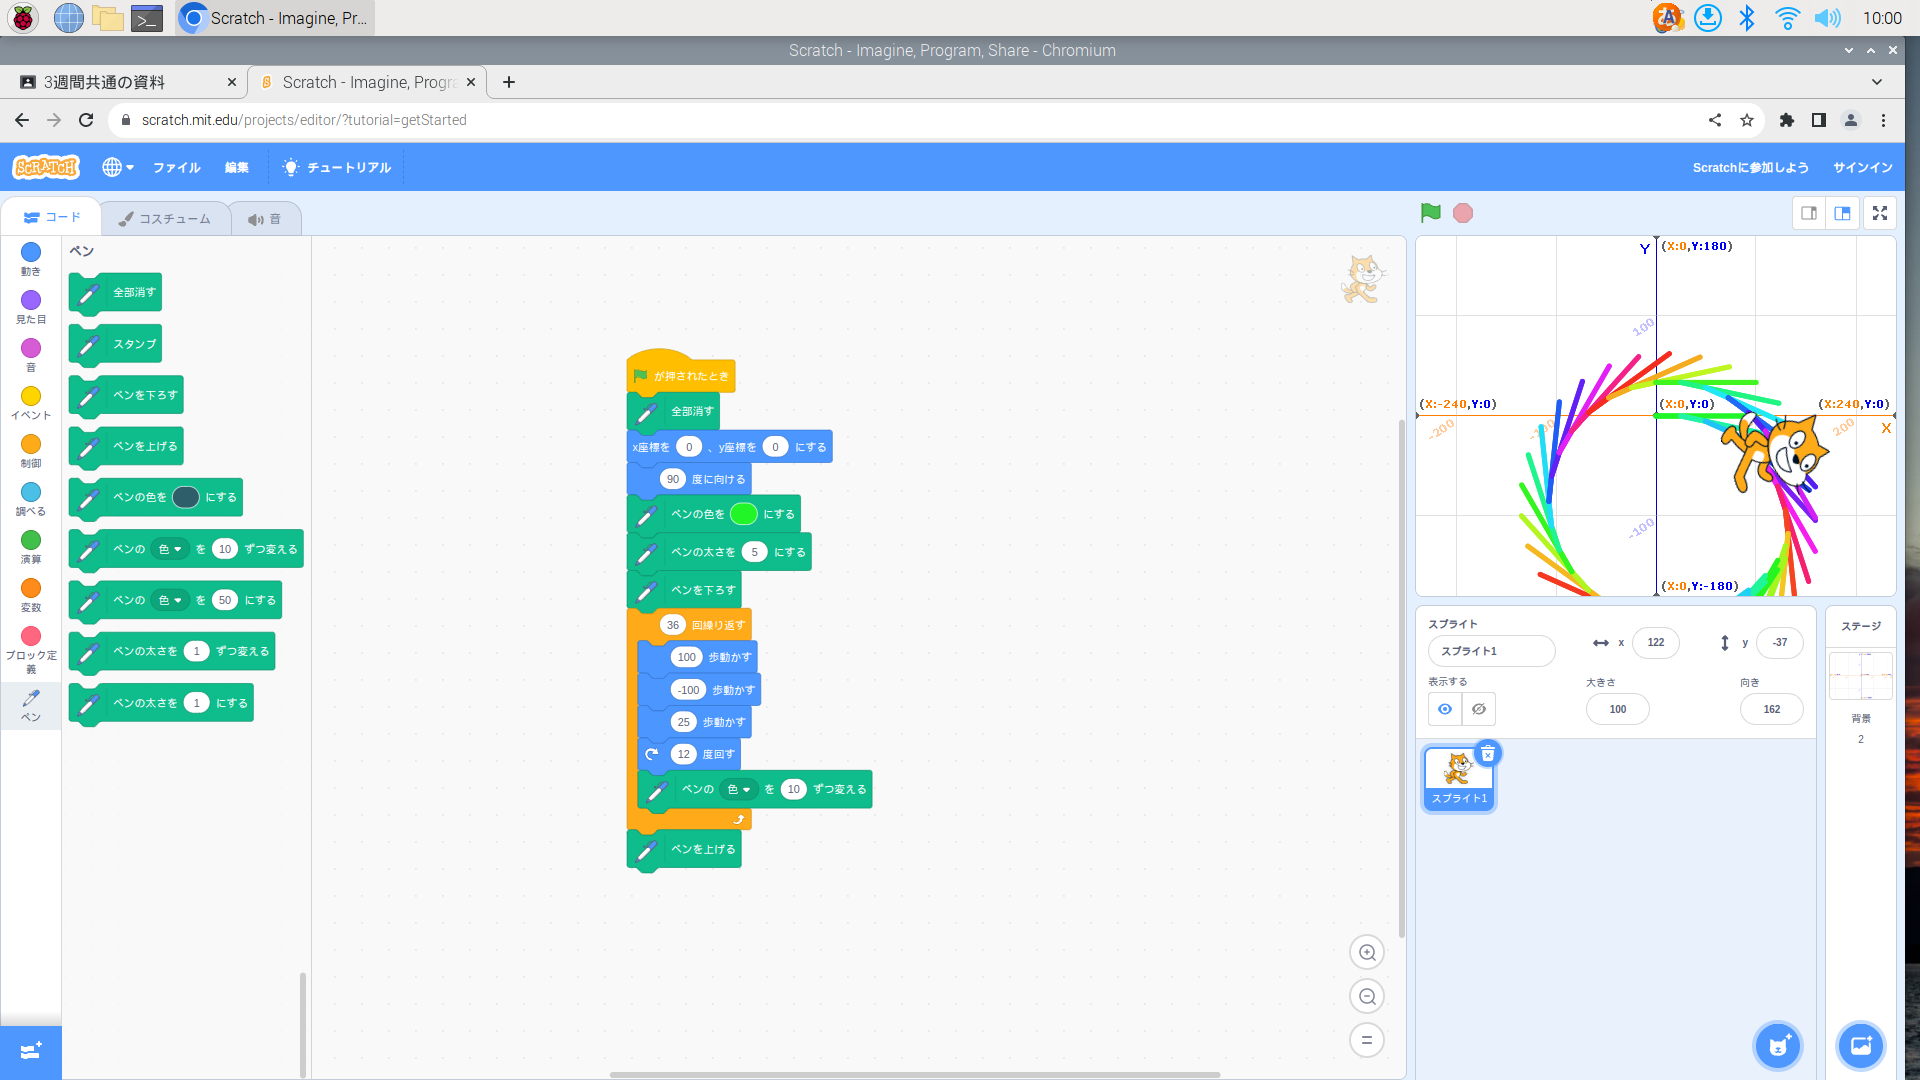 Scratch - Imagine, Pr...
10:00
Scratch - Imagine, Program, Share - Chromium
3週間共通の資料
Scratch - Imagine, Progra
scratch.mit.edu/projects/editor/?tutorial=getStarted
SCRATCH
ファイル
編集
チュートリアル
Scratchに参加しよう
サインイン
コード
コスチューム
音
動き
見た目
音
イベント
制御
調べる
演算
変数
ブロック定義
ペン
ペン
全部消す
スタンプ
ペンを下ろす
ペンを上げる
ペンの色を にする
ペンの 色 を 10 ずつ変える
ペンの 色 を 50 にする
ペンの太さを 1 ずつ変える
ペンの太さを 1 にする
が押されたとき
全部消す
x座標を 0 、y座標を 0 にする
90 度に向ける
ペンの色を にする
ペンの太さを 5 にする
ペンを下ろす
36 回繰り返す
100 歩動かす
-100 歩動かす
25 歩動かす
12 度回す
ペンの 色 を 10 ずつ変える
ペンを上げる
Y
(X:0,Y:180)
100
(X:-240,Y:0)
(X:0,Y:0)
(X:240,Y:0)
-200
200
X
-100
(X:0,Y:-180)
スプライト
スプライト1
x 122
y -37
表示する
大きさ
100
向き
162
スプライト1
ステージ
背景
2